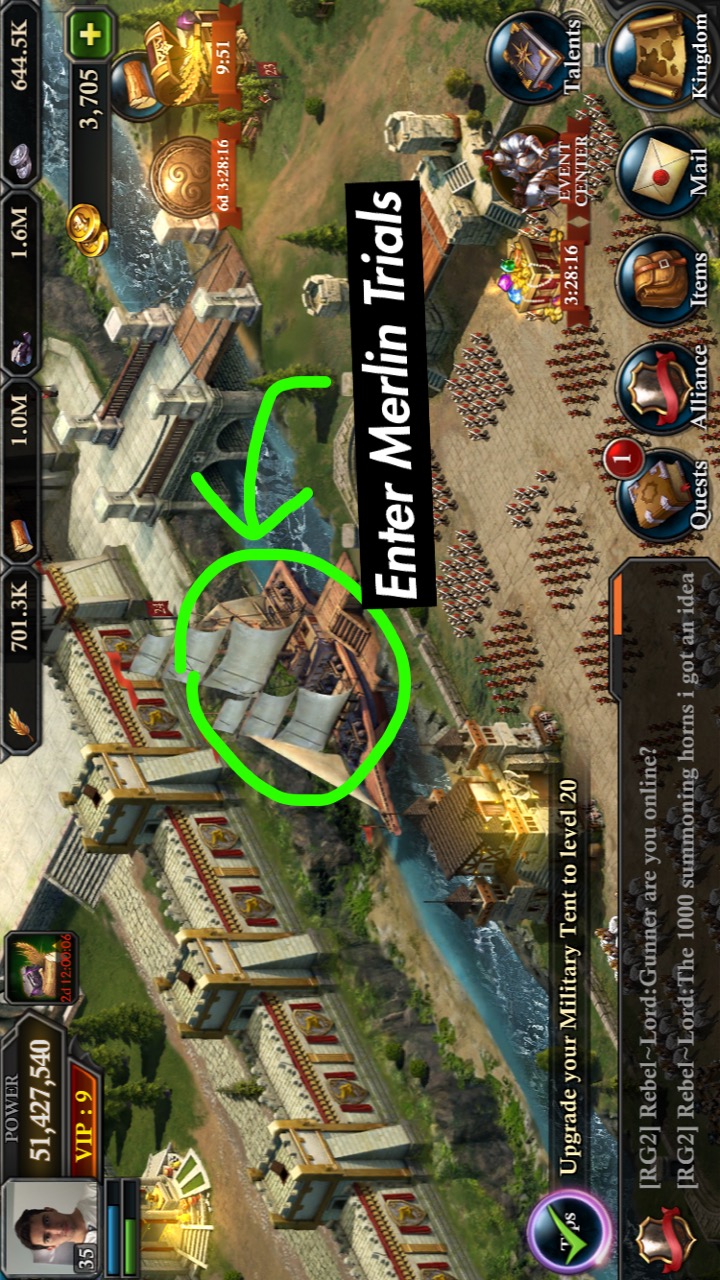 POWER
51,427,540
35
VIP : 9
2d 12:00:06
701.3K
1.0M
1.6M
644.5K
3,705
24
6d 3:28:16
9:51
23
Enter Merlin Trials
Tips
Upgrade your Military Tent to level 20
3:28:16
EVENT
CENTER
Talents
[RG2] Rebel~Lord:Gunner are you online?
[RG2] Rebel~Lord:The 1000 summoning horns i got an idea
1
Quests
Alliance
Items
Mail
Kingdom